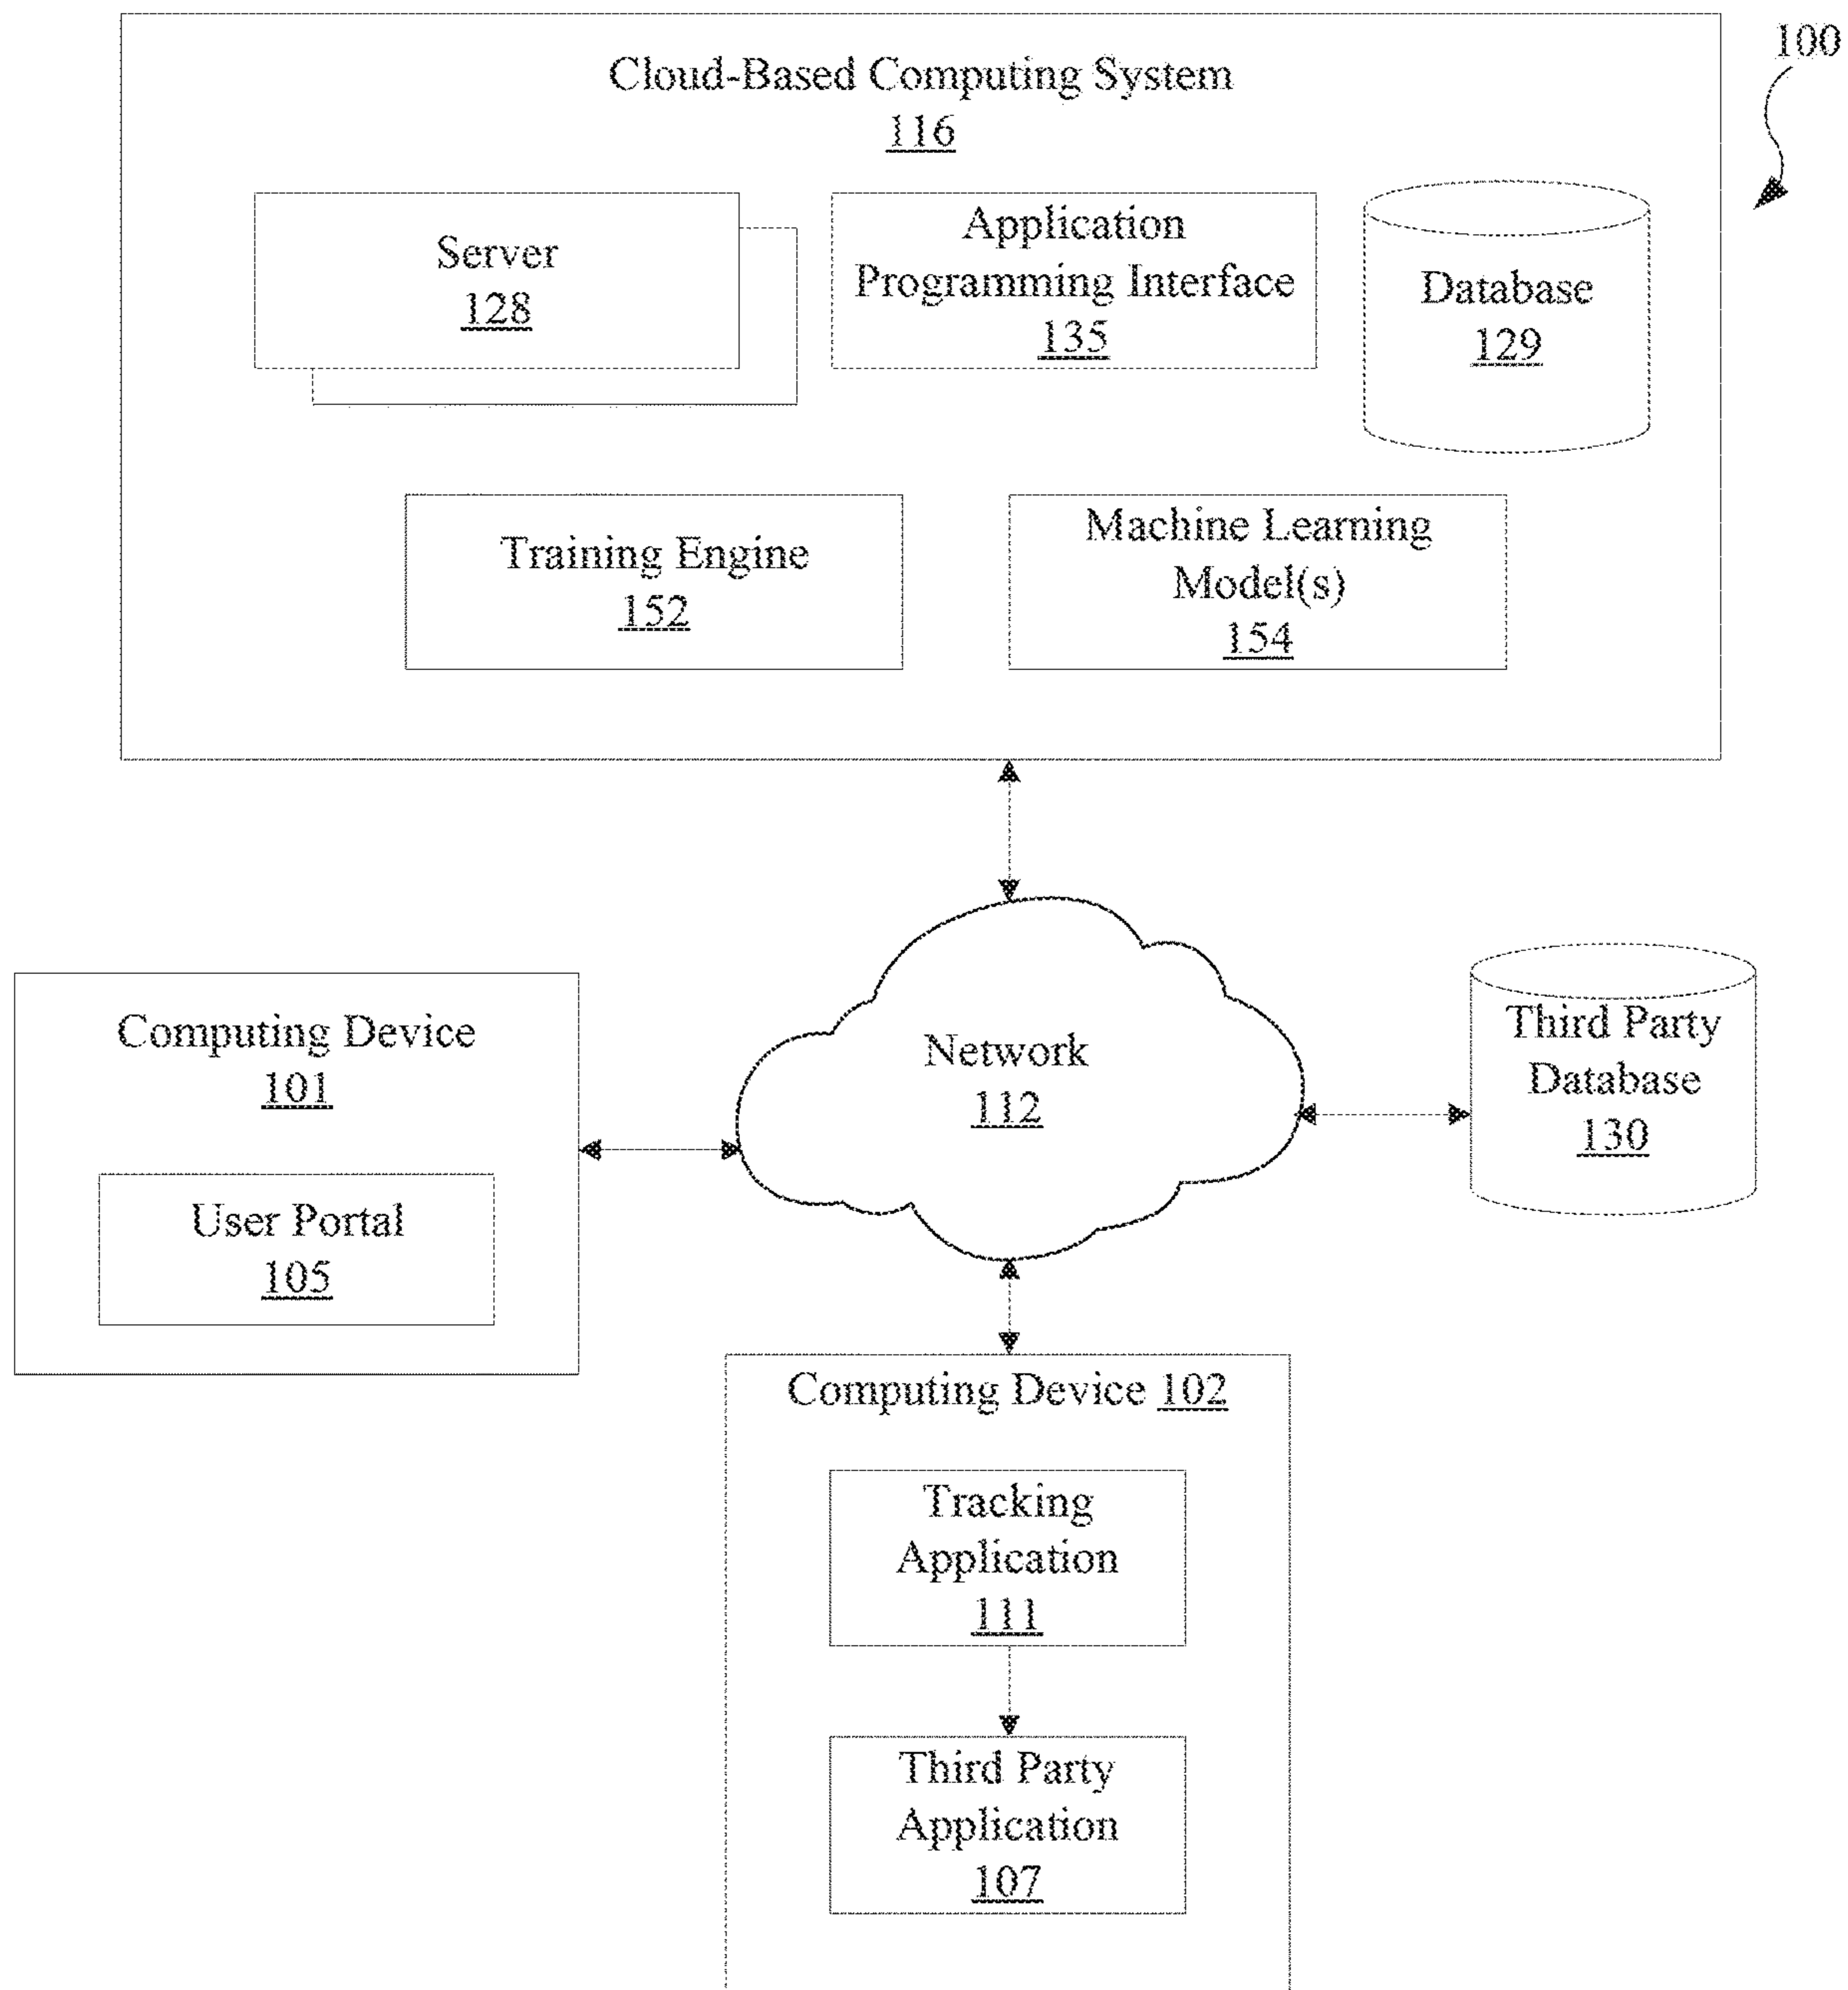 100
Cloud-Based Computing System
116
Server
128
Application
Programming Interface
135
Database
129
Training Engine
152
Machine Learning
Model(s)
154
Computing Device
101
User Portal
105
Network
112
Third Party
Database
130
Computing Device 102
Tracking
Application
111
Third Party
Application
107